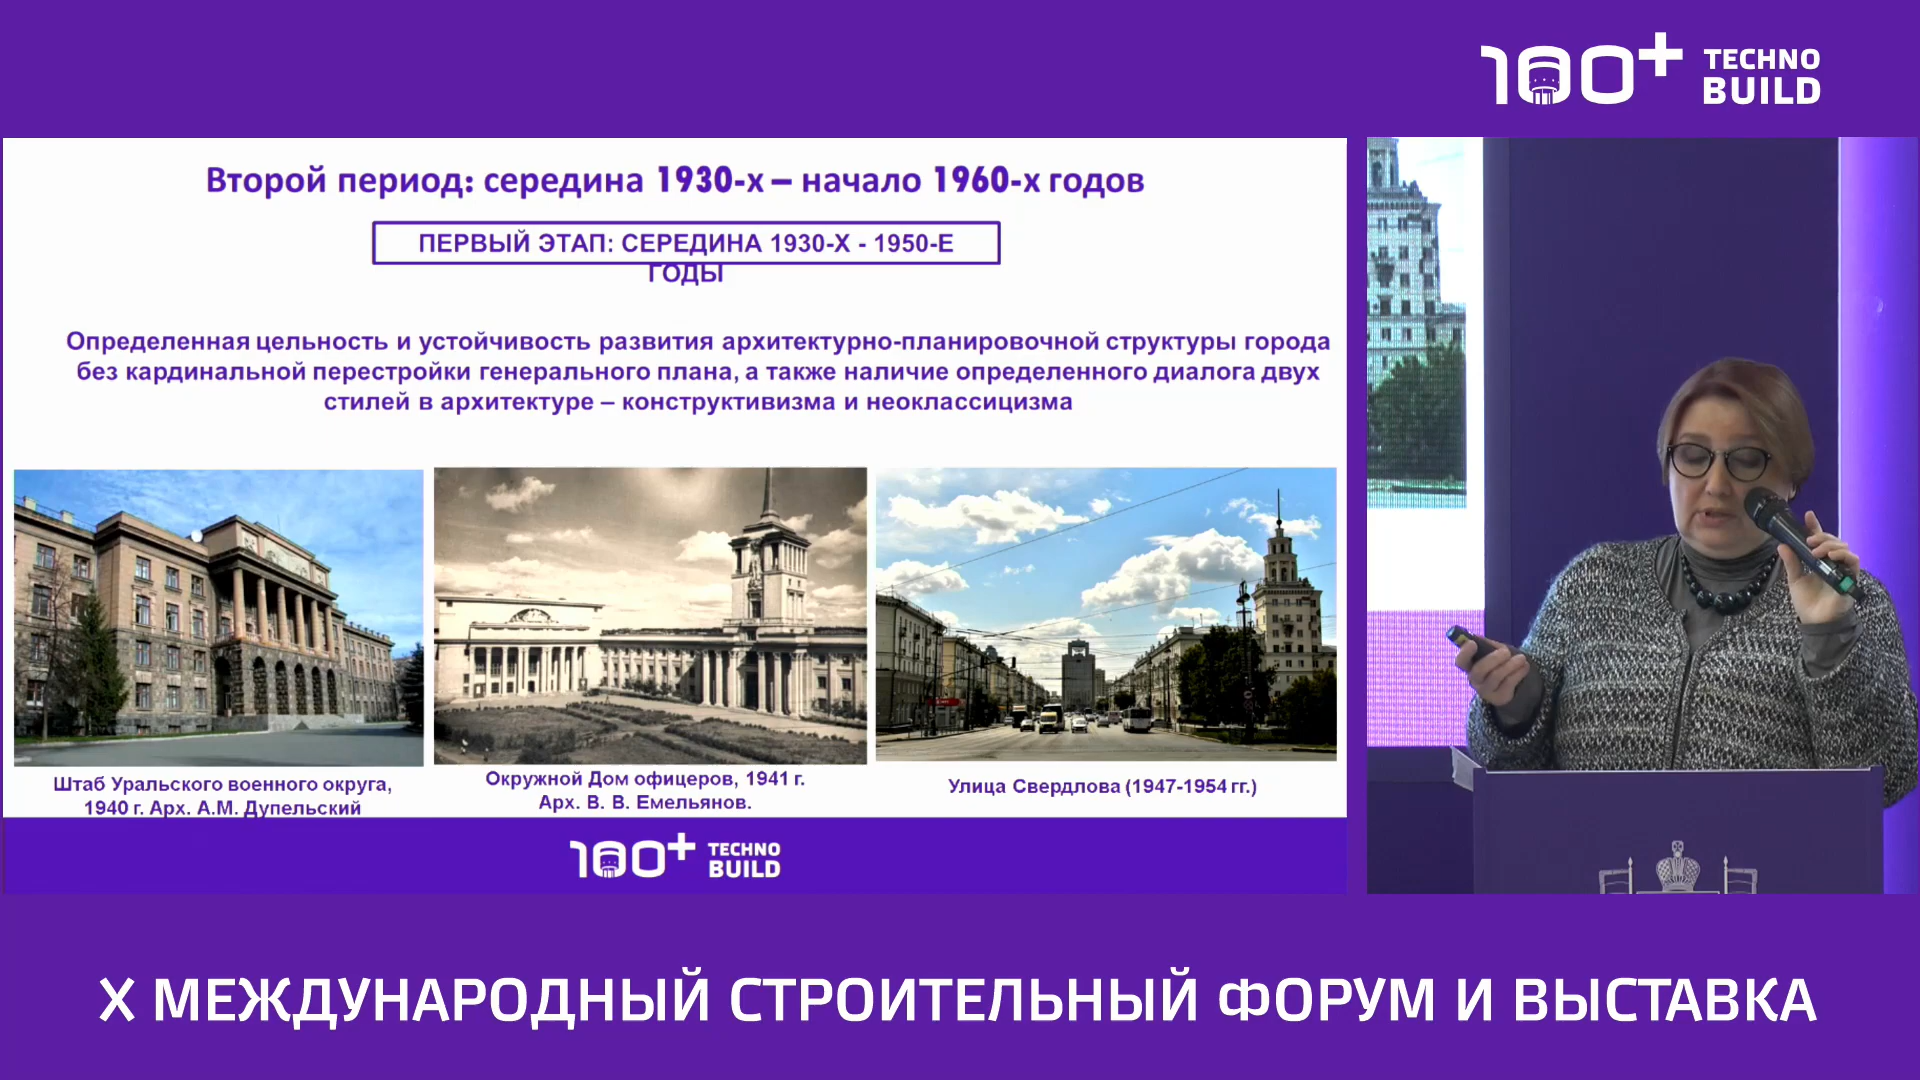 100+ TECHNO
BUILD
Второй период: середина 1930-х – начало 1960-х годов
ПЕРВЫЙ ЭТАП: СЕРЕДИНА 1930-Х - 1950-Е
ГОДЫ
Определенная цельность и устойчивость развития архитектурно-планировочной структуры города
без кардинальной перестройки генерального плана, а также наличие определенного диалога двух
стилей в архитектуре – конструктивизма и неоклассицизма
Штаб Уральского военного округа,
1940 г. Арх. А.М. Дупельский
Окружной Дом офицеров, 1941 г.
Арх. В. В. Емельянов.
Улица Свердлова (1947-1954 гг.)
100+ TECHNO
BUILD
X МЕЖДУНАРОДНЫЙ СТРОИТЕЛЬНЫЙ ФОРУМ И ВЫСТАВКА